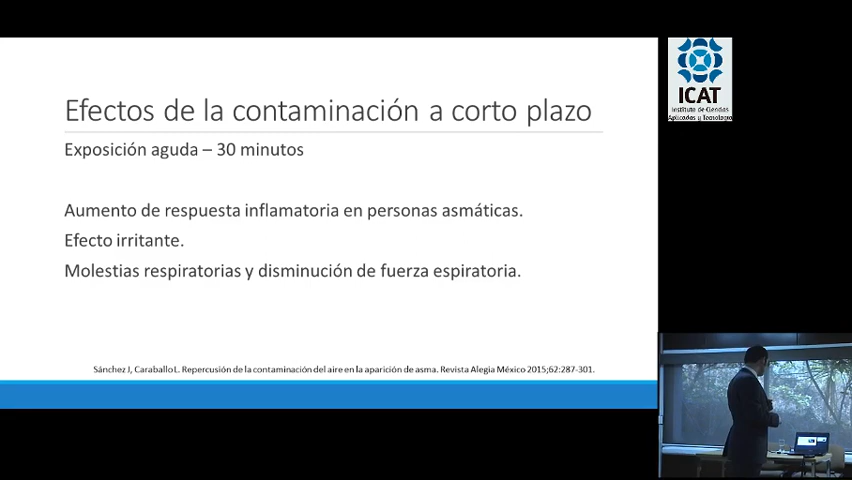 Efectos de la contaminación a corto plazo
Exposición aguda – 30 minutos
Aumento de respuesta inflamatoria en personas asmáticas.
Efecto irritante.
Molestias respiratorias y disminución de fuerza espiratoria.
Sánchez J, Caraballo L. Repercusión de la contaminación del aire en la aparición de asma. Revista Alegia México 2015;62:287-301.
ICAT
Instituto de Ciencias
Aplicadas y Tecnología